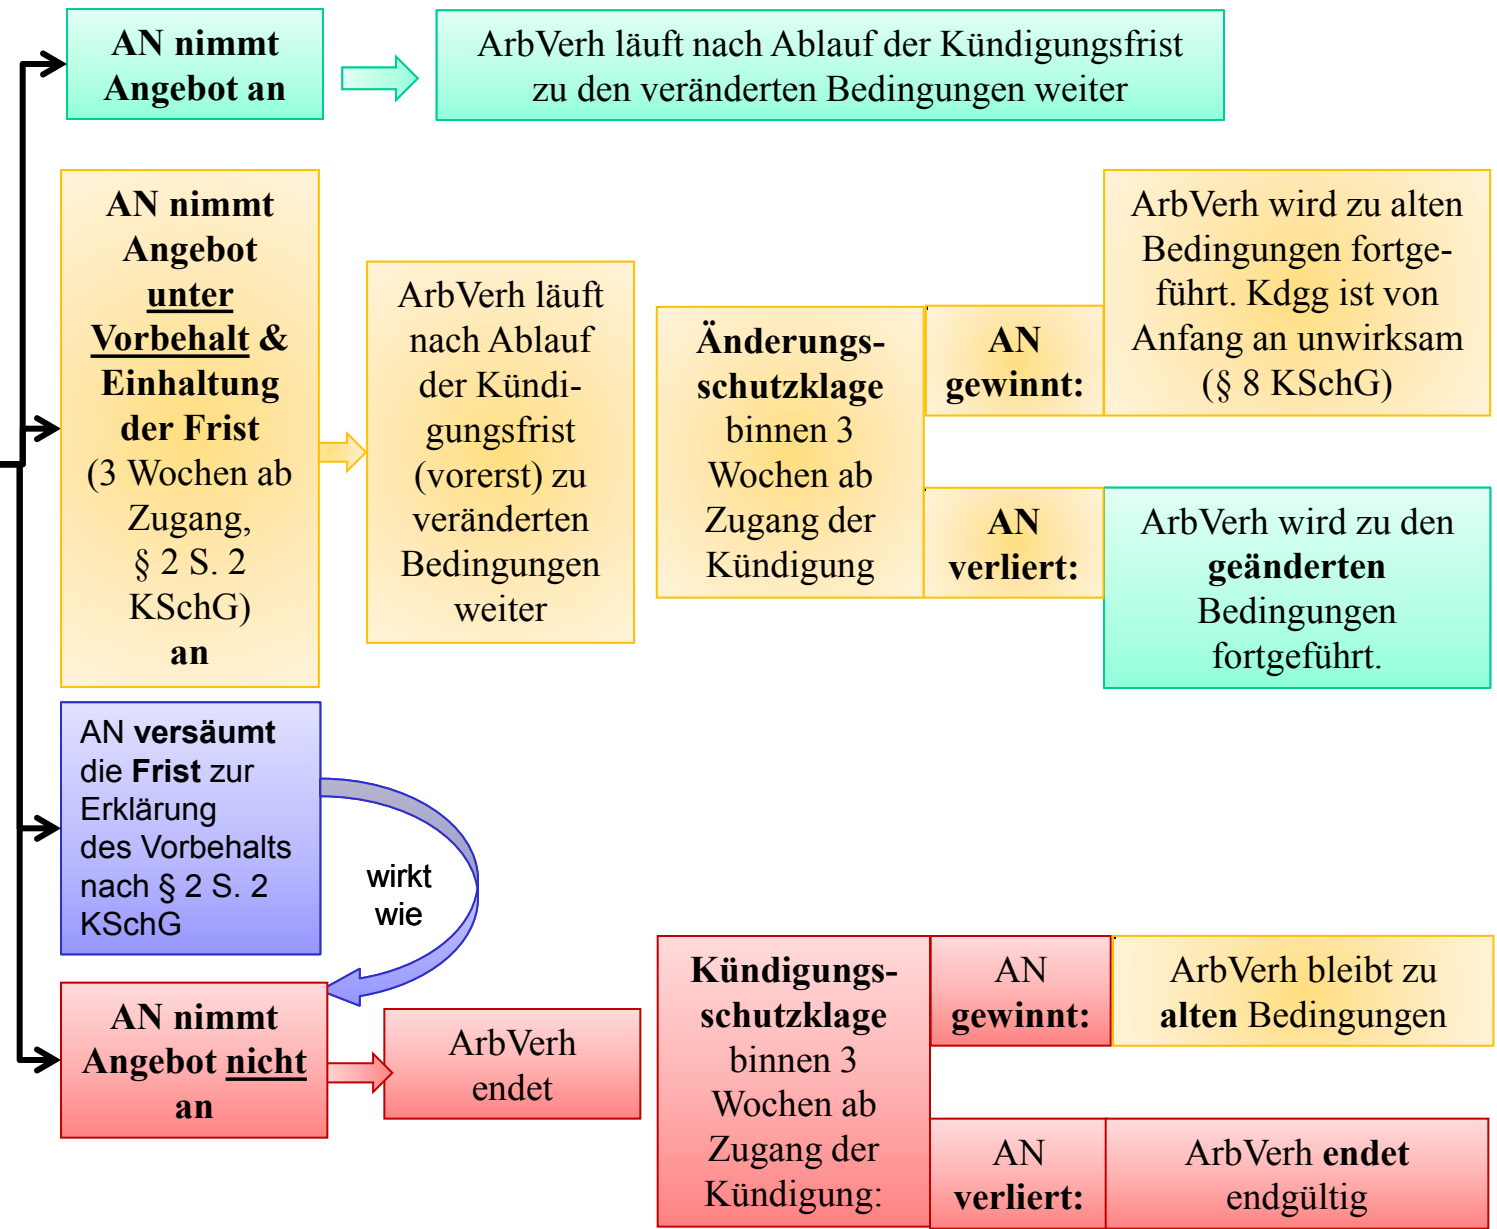 AN nimmt
Angebot an
ArbVerh läuft nach Ablauf der Kündigungsfrist
zu den veränderten Bedingungen weiter
AN nimmt
Angebot
unter
Vorbehalt &
Einhaltung
der Frist
(3 Wochen ab
Zugang,
§ 2 S. 2
KSchG)
an
ArbVerh läuft
nach Ablauf
der Kündi-
gungsfrist
(vorerst) zu
veränderten
Bedingungen
weiter
Änderungs-
schutzklage
binnen 3
Wochen ab
Zugang der
Kündigung
AN
gewinnt:
ArbVerh wird zu alten
Bedingungen fortge-
führt. Kdgg ist von
Anfang an unwirksam
(§ 8 KSchG)
AN
verliert:
ArbVerh wird zu den
geänderten
Bedingungen
fortgeführt.
AN versäumt
die Frist zur
Erklärung
des Vorbehalts
nach § 2 S. 2
KSchG
wirkt
wie
AN nimmt
Angebot nicht
an
ArbVerh
endet
Kündigungs-
schutzklage
binnen 3
Wochen ab
Zugang der
Kündigung:
AN
gewinnt:
ArbVerh bleibt zu
alten Bedingungen
AN
verliert:
ArbVerh endet
endgültig